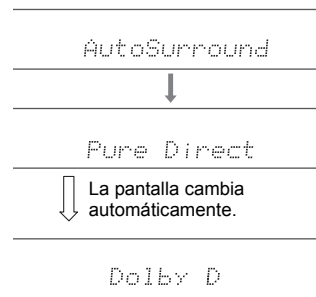 AutoSurround
Pure Direct
La pantalla cambia
automáticamente.
Dolby D